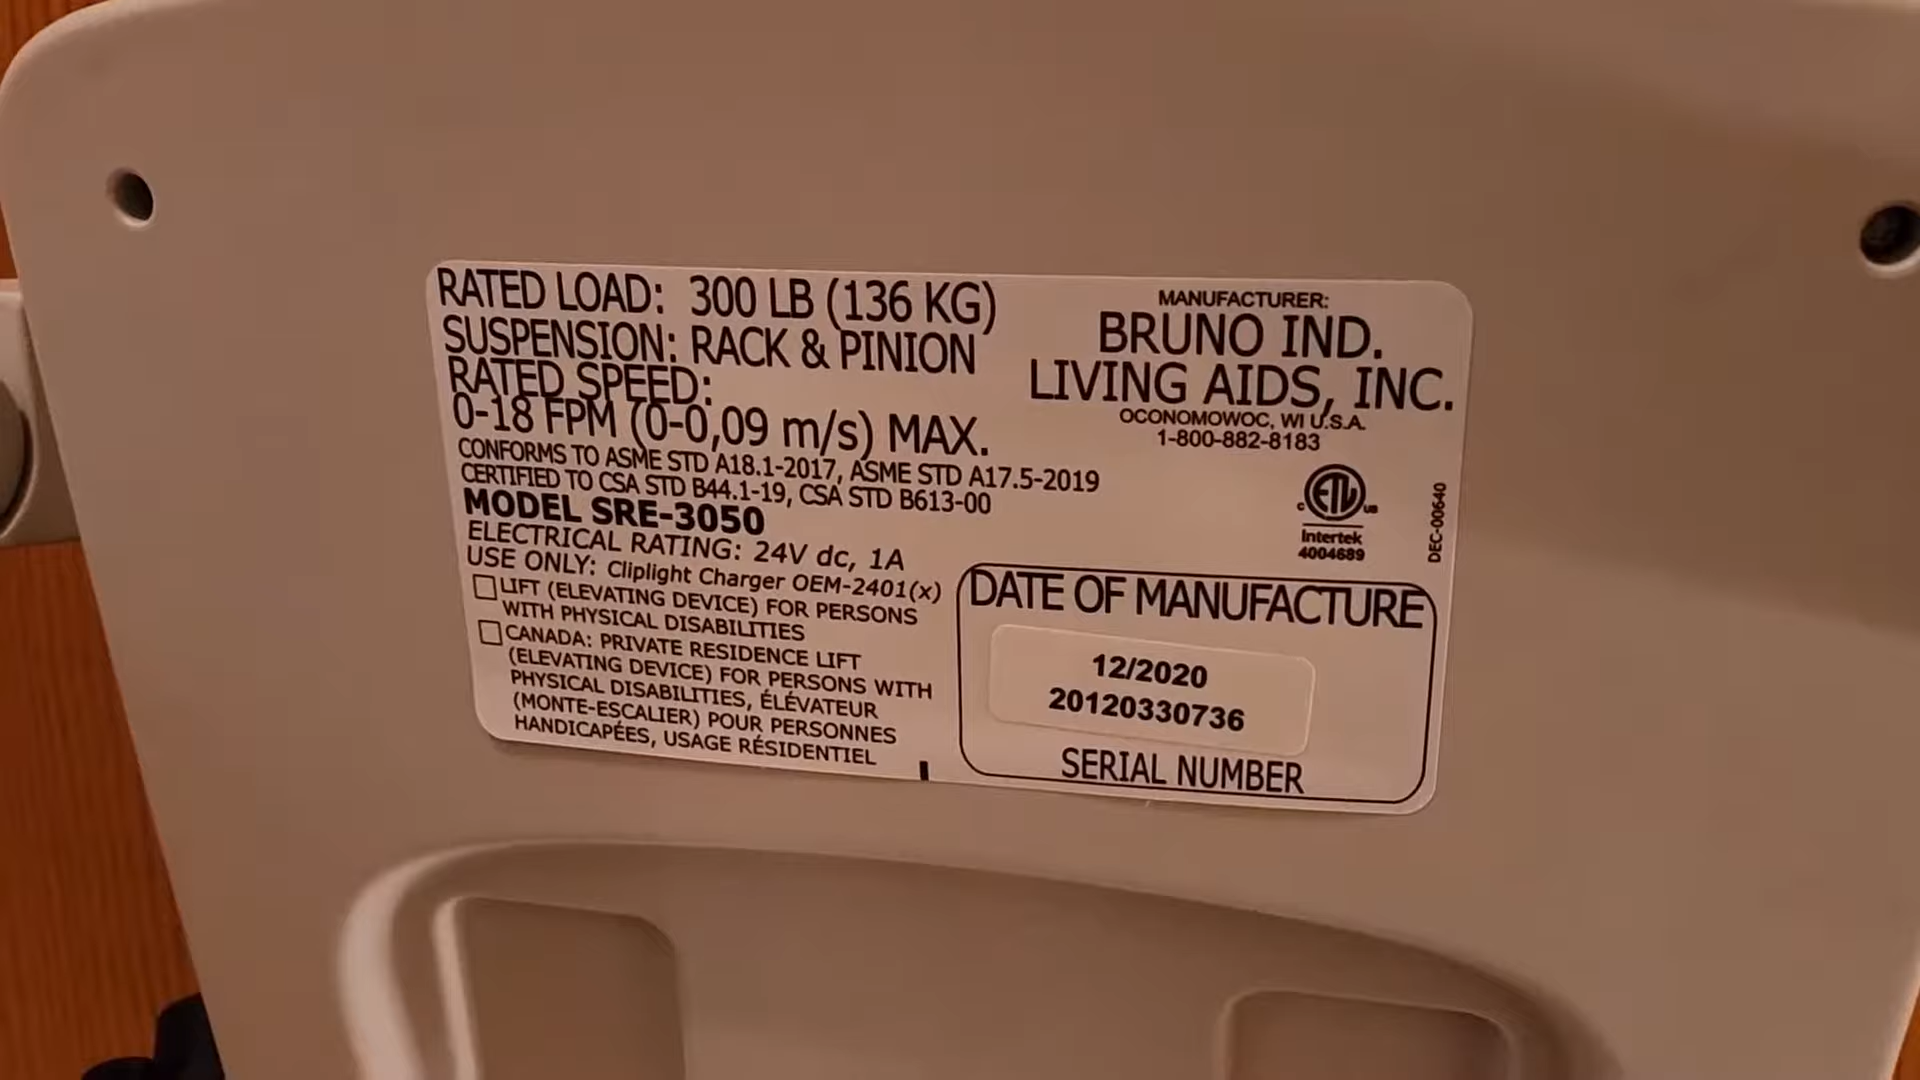 RATED LOAD: 300 LB (136 KG)
SUSPENSION: RACK & PINION
RATED SPEED:
0-18 FPM (0-0,09 m/s) MAX.
CONFORMS TO ASME STD A18.1-2017, ASME STD A17.5-2019
CERTIFIED TO CSA STD B44.1-19, CSA STD B613-00
MODEL SRE-3050
ELECTRICAL RATING: 24V dc, 1A
USE ONLY: Cliplight Charger OEM-2401(x)
LIFT (ELEVATING DEVICE) FOR PERSONS
WITH PHYSICAL DISABILITIES
CANADA: PRIVATE RESIDENCE LIFT
(ELEVATING DEVICE) FOR PERSONS WITH
PHYSICAL DISABILITIES, ÉLÉVATEUR
(MONTE-ESCALIER) POUR PERSONNES
HANDICAPÉES, USAGE RÉSIDENTIEL
MANUFACTURER:
BRUNO IND.
LIVING AIDS, INC.
OCONOMOWOC, WI U.S.A.
1-800-882-8183
C ETL US
Intertek
4004689
DEC-00640
DATE OF MANUFACTURE
12/2020
20120330736
SERIAL NUMBER